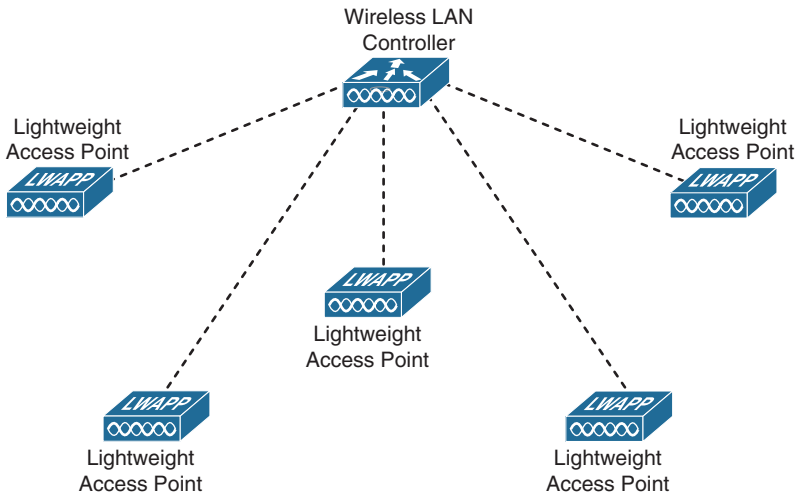 Wireless LAN
Controller
Lightweight
Access Point
LWAPP
Lightweight
Access Point
LWAPP
LWAPP
Lightweight
Access Point
LWAPP
Lightweight
Access Point
LWAPP
Lightweight
Access Point